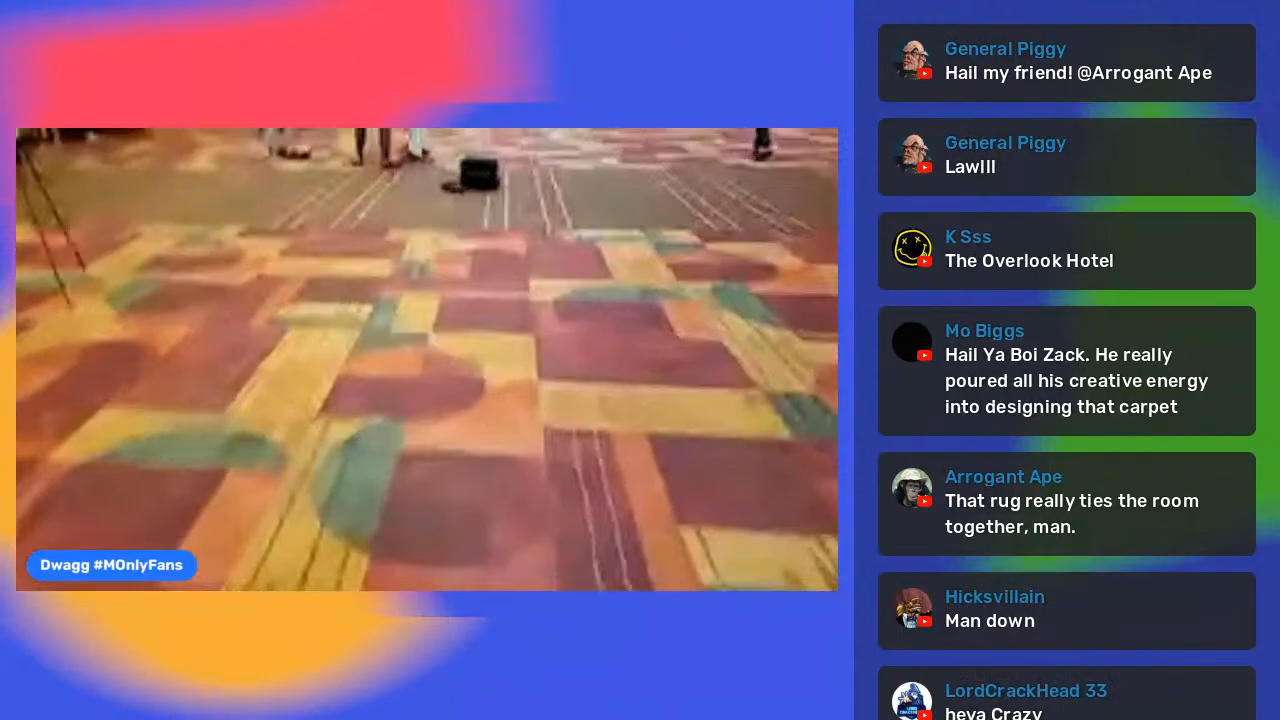 General Piggy
Hail my friend! @Arrogant Ape
General Piggy
Lawlll
K Sss
The Overlook Hotel
Mo Biggs
Hail Ya Boi Zack. He really
poured all his creative energy
into designing that carpet
Arrogant Ape
That rug really ties the room
together, man.
Hicksvillain
Man down
LordCrackHead 33
heya Crazy
Dwagg #MOnlyFans